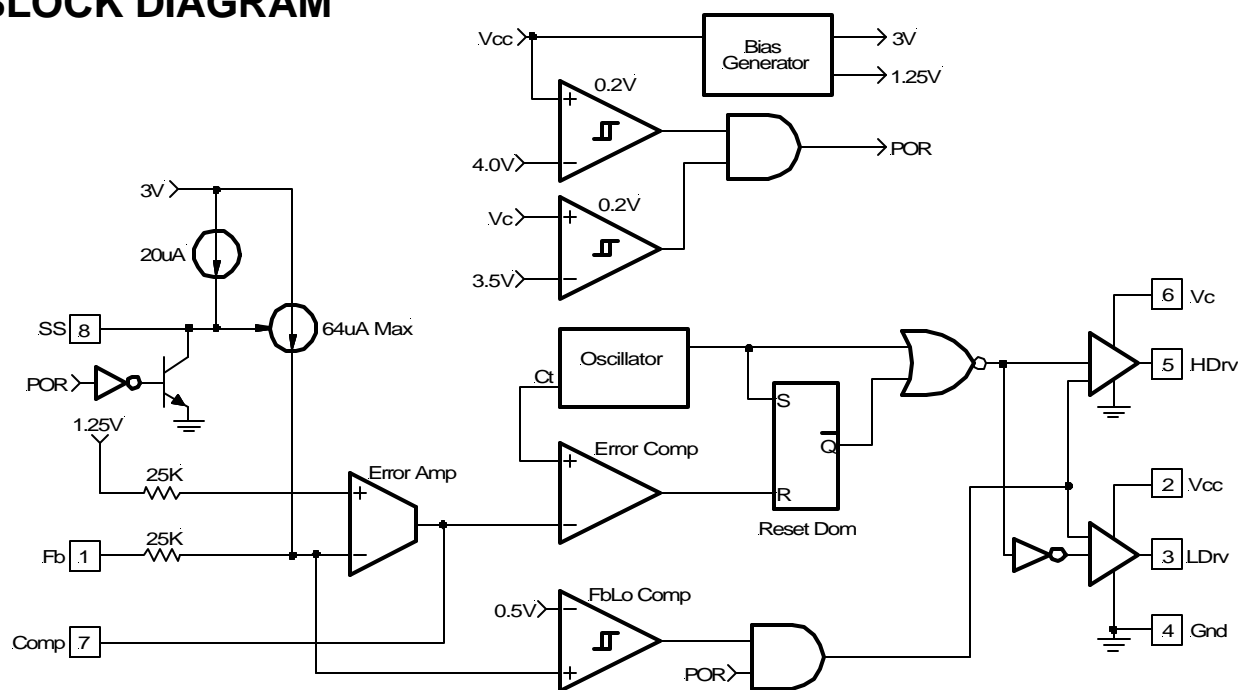 BLOCK DIAGRAM
Vcc
Bias
Generator
3V
1.25V
0.2V
+
4.0V
−
POR
3V
0.2V
Vc
+
20uA
3.5V
−
6
Vc
SS
8
64uA Max
Oscillator
Ct
5
HDrv
POR
S
1.25V
Q
Error Comp
+
25K
Error Amp
+
R
2
Vcc
−
Reset Dom
25K
Fb
1
−
3
LDrv
FbLo Comp
0.5V
−
Comp
7
4
Gnd
+
POR